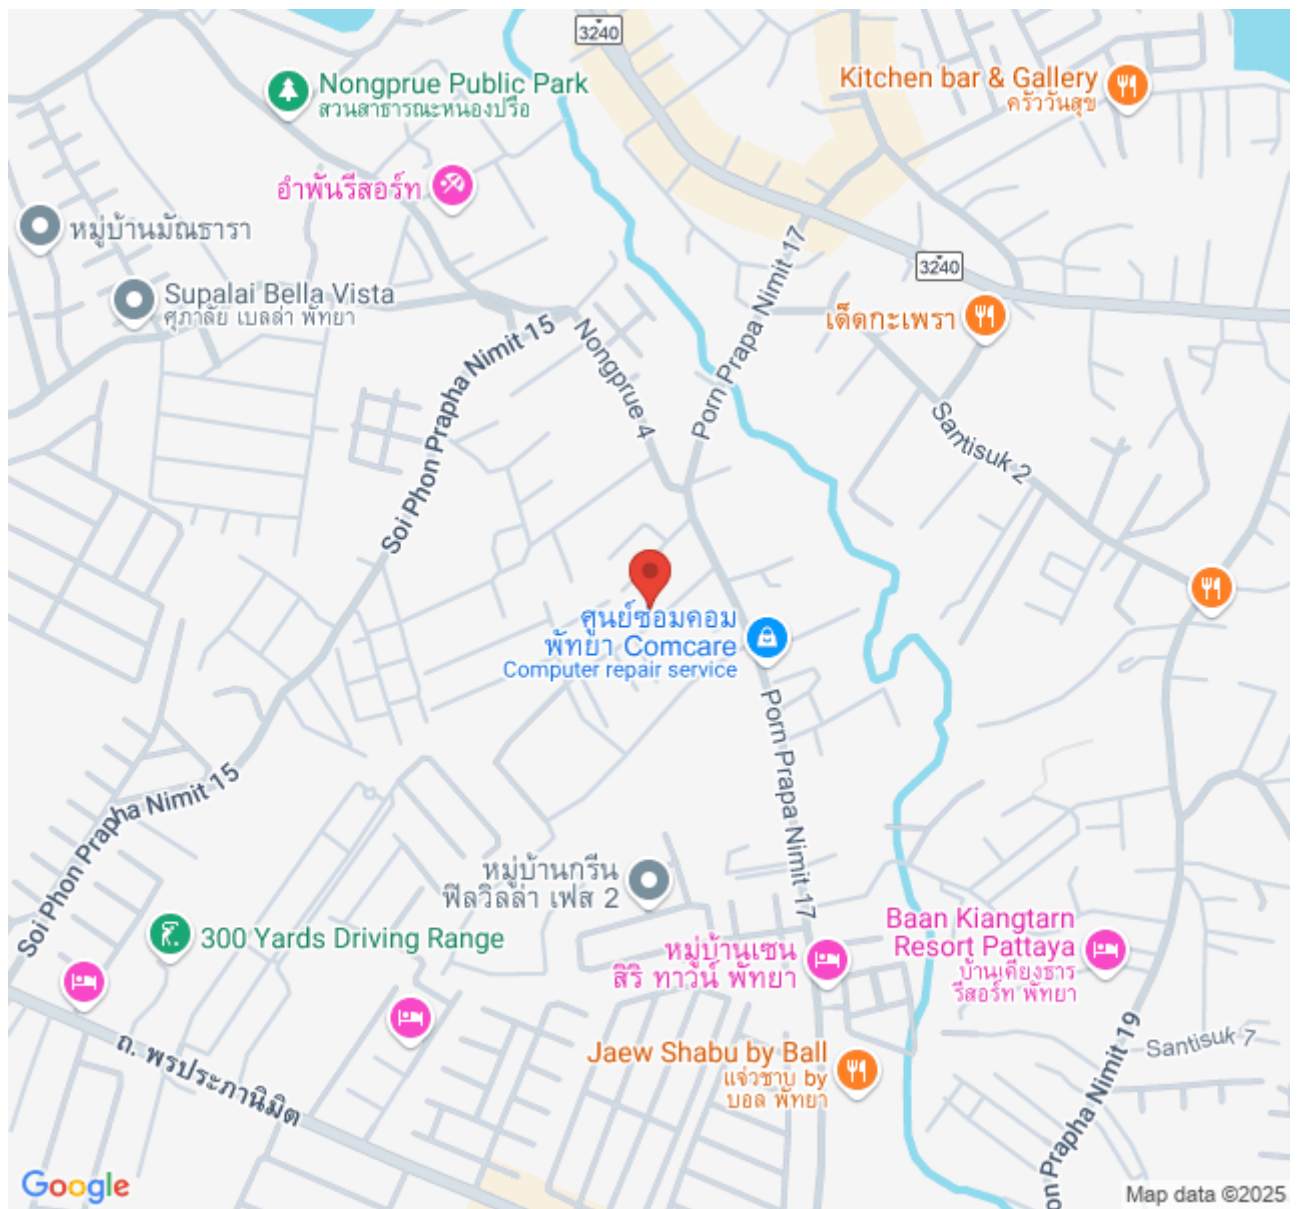 3240
Nongprue Public Park
สวนสาธารณะหนองปรือ
Kitchen bar & Gallery
ครัววันสุข
อำพันรีสอร์ท
หมู่บ้านมัณธารา
Supalai Bella Vista
ศุภาลัย เบลล่า พัทยา
Porn Prapa Nimit 17
3240
เด็ดกะเพรา
Nongprue 4
Soi Phon Prapha Nimit 15
Santisuk 2
ศูนย์ซ่อมคอม
พัทยา Comcare
Computer repair service
Porn Prapa Nimit 17
Soi Phon Prapha Nimit 15
หมู่บ้านกรีน
ฟิลวิลล่า เฟส 2
300 Yards Driving Range
หมู่บ้านเซน
สิริ ทาวน์ พัทยา
Baan Kiangtarn
Resort Pattaya
บ้านเคียงธาร
รีสอร์ท พัทยา
ถ. พรประภานิมิต
Jaew Shabu by Ball
แจ่วชาบู by
บอล พัทยา
Santisuk 7
on Prapha Nimit 19
Google
Map data ©2025